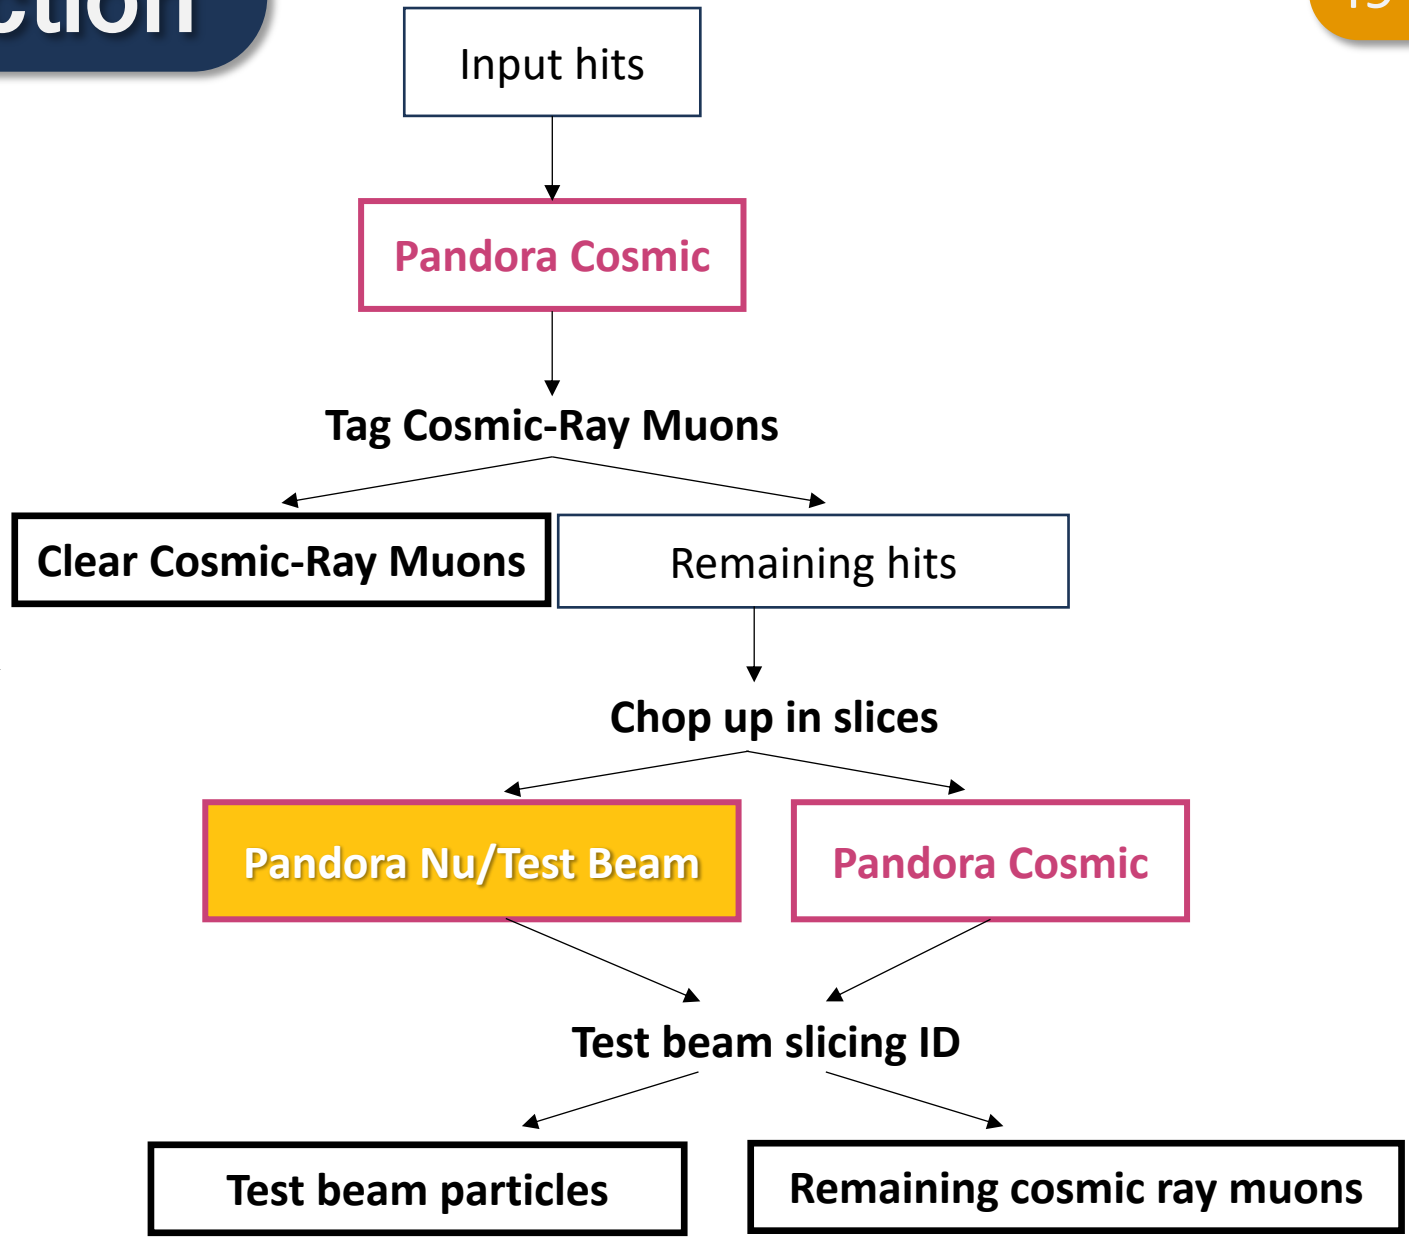 ction
Input hits
Pandora Cosmic
Tag Cosmic-Ray Muons
Clear Cosmic-Ray Muons
Remaining hits
Chop up in slices
Pandora Nu/Test Beam
Pandora Cosmic
Test beam slicing ID
Test beam particles
Remaining cosmic ray muons